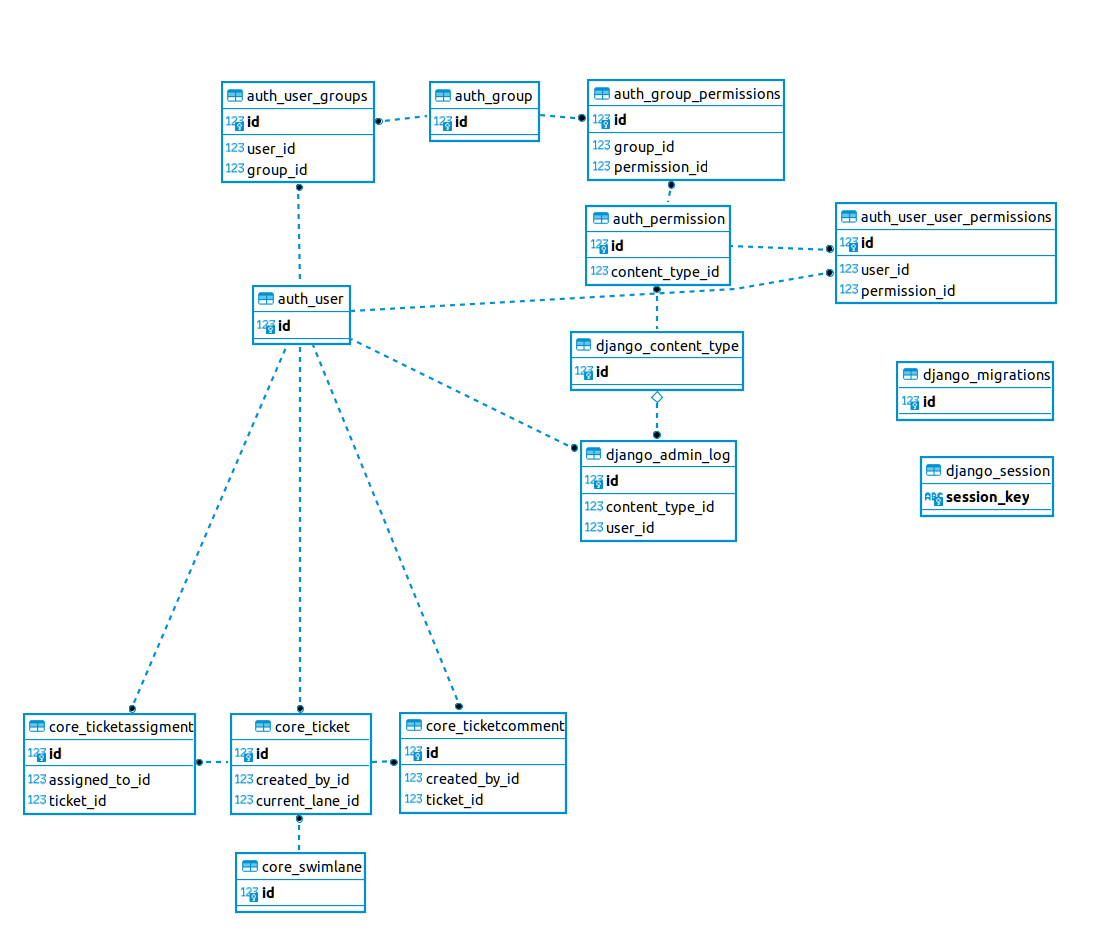 auth_user_groups
123 id
123 user_id
123 group_id
auth_group
123 id
auth_group_permissions
123 id
123 group_id
123 permission_id
auth_permission
123 id
123 content_type_id
auth_user_user_permissions
123 id
123 user_id
123 permission_id
auth_user
123 id
django_content_type
123 id
django_migrations
123 id
django_admin_log
123 id
123 content_type_id
123 user_id
django_session
ABC session_key
core_ticketassigment
123 id
123 assigned_to_id
123 ticket_id
core_ticket
123 id
123 created_by_id
123 current_lane_id
core_ticketcomment
123 id
123 created_by_id
123 ticket_id
core_swimlane
123 id